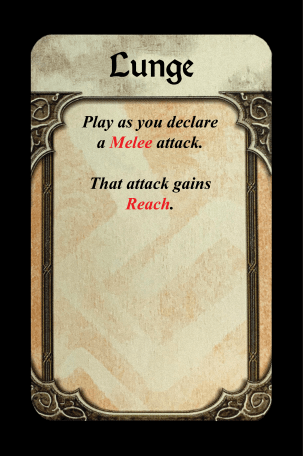 Lunge
Play as you declare
a Melee attack.
That attack gains
Reach.